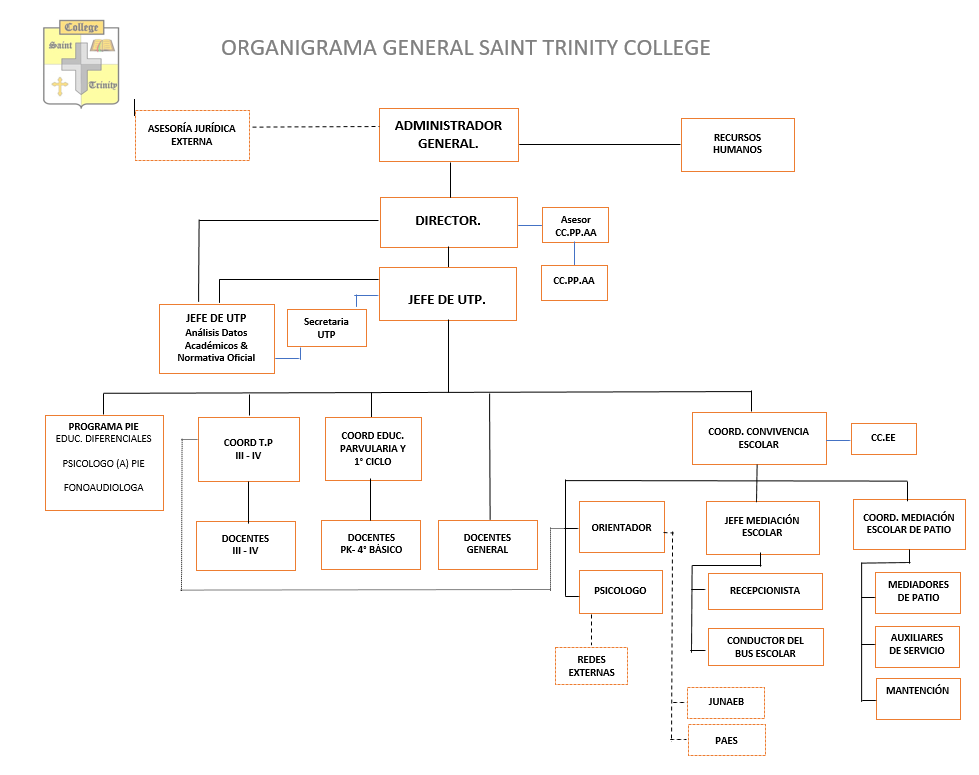 College
Saint
Trinity
ORGANIGRAMA GENERAL SAINT TRINITY COLLEGE
ASESORÍA JURÍDICA
EXTERNA
ADMINISTRADOR
GENERAL.
RECURSOS
HUMANOS
DIRECTOR.
Asesor
CC.PP.AA
CC.PP.AA
JEFE DE UTP.
JEFE DE UTP
Análisis Datos
Académicos &
Normativa Oficial
Secretaria
UTP
PROGRAMA PIE
EDUC. DIFERENCIALES
PSICOLOGO (A) PIE
FONOAUDIOLOGA
COORD T.P
III - IV
COORD EDUC.
PARVULARIA Y
1° CICLO
COORD. CONVIVENCIA
ESCOLAR
CC.EE
DOCENTES
III - IV
DOCENTES
PK- 4° BÁSICO
DOCENTES
GENERAL
ORIENTADOR
JEFE MEDIACIÓN
ESCOLAR
COORD. MEDIACIÓN
ESCOLAR DE PATIO
PSICOLOGO
RECEPCIONISTA
MEDIADORES
DE PATIO
CONDUCTOR DEL
BUS ESCOLAR
AUXILIARES
DE SERVICIO
REDES
EXTERNAS
MANTENCIÓN
JUNAEB
PAES